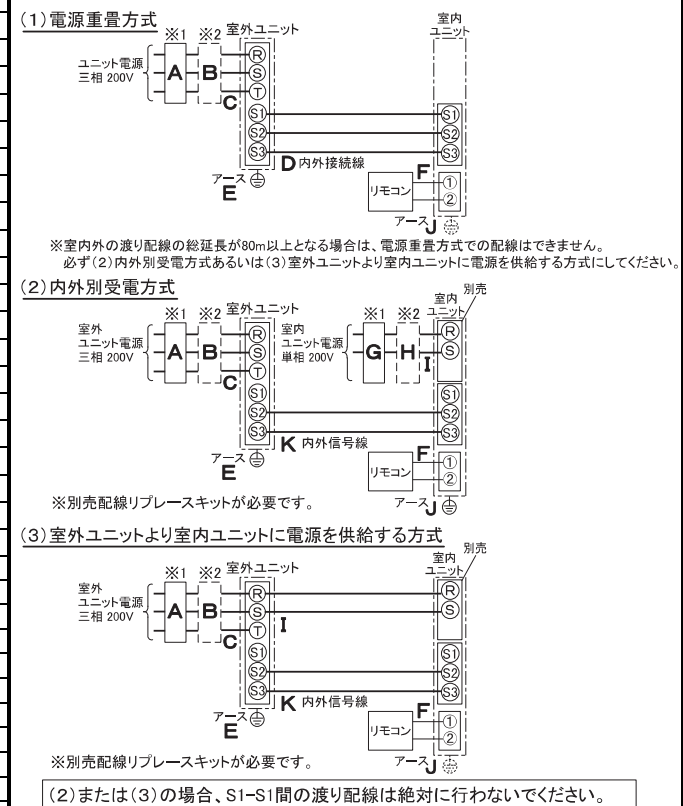 (1)電源重畳方式
※1 ※2 室外ユニット
室内
ユニット
ユニット電源
三相 200V
A B
C
R
S
T
S1
S2
S3
S1
S2
S3
D 内外接続線
アース
E
リモコン
F
①
②
アース J
※室内外の渡り配線の総延長が80m以上となる場合は、電源重畳方式での配線はできません。
必ず(2)内外別受電方式あるいは(3)室外ユニットより室内ユニットに電源を供給する方式にしてください。
(2)内外別受電方式
※1 ※2 室外ユニット
※1 ※2
室内
ユニット
別売
室外
ユニット電源
三相 200V
A B
C
R
S
T
S1
S2
S3
室内
ユニット電源
単相 200V
G H
I
R
S
S1
S2
S3
K 内外信号線
アース
E
リモコン
F
①
②
アース J
※別売配線リプレースキットが必要です。
(3)室外ユニットより室内ユニットに電源を供給する方式
※1 ※2 室外ユニット
室内
ユニット
別売
室外
ユニット電源
三相 200V
A B
C
R
S
T
I
S1
S2
S3
R
S
S1
S2
S3
K 内外信号線
アース
E
リモコン
F
①
②
アース J
※別売配線リプレースキットが必要です。
(2)または(3)の場合、S1-S1間の渡り配線は絶対に行わないでください。